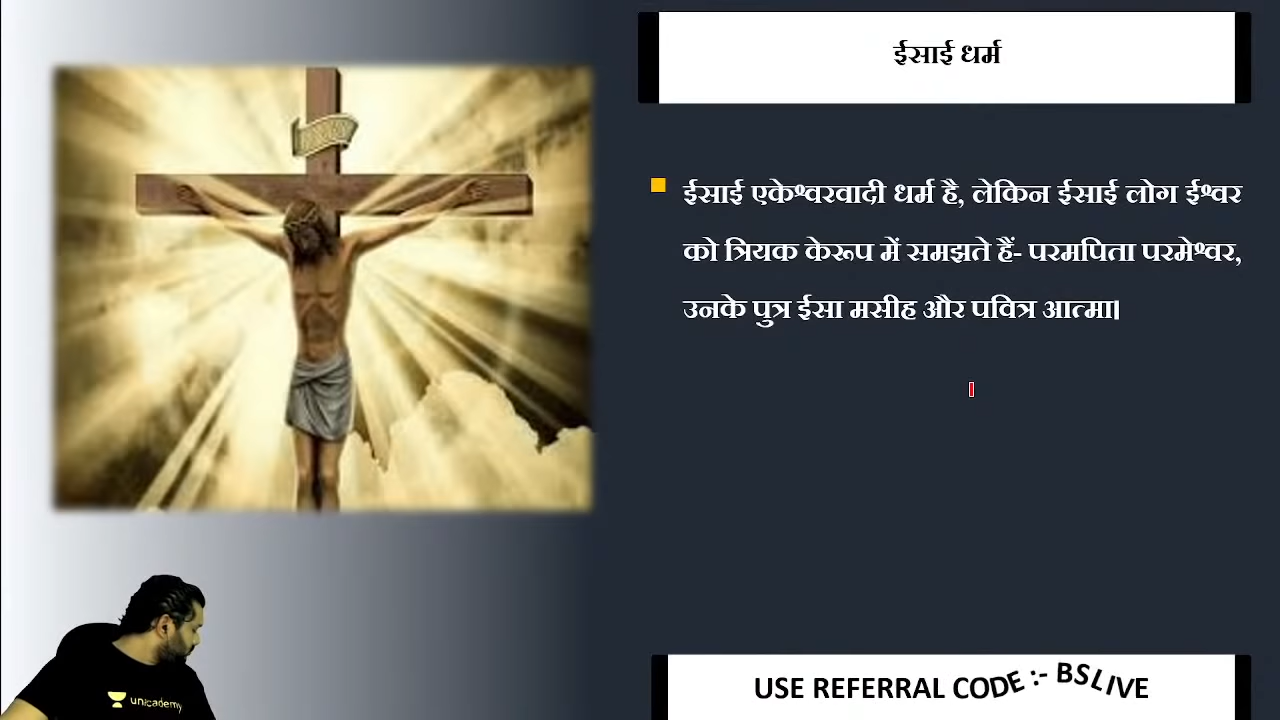 ईसाई धर्म
ईसाई एकेश्वरवादी धर्म है, लेकिन ईसाई लोग ईश्वर
को त्रियक केरूप में समझते हैं- परमपिता परमेश्वर,
उनके पुत्र ईसा मसीह और पवित्र आत्मा।
unacademy
USE REFERRAL CODE :- BSLIVE